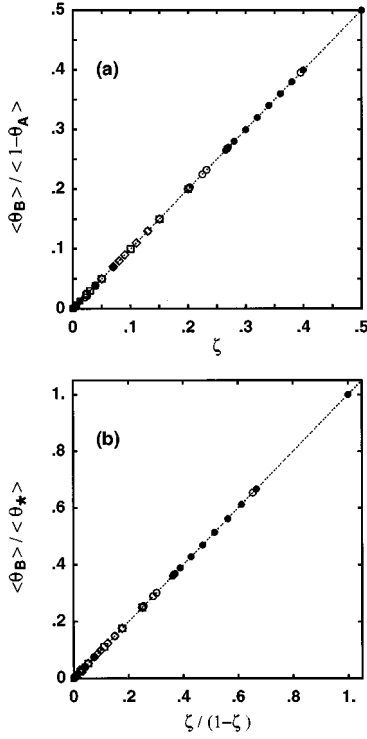 .5
.4
.3
.2
.1
0
(a)
<θB> / <1−θA>
0 .1 .2 .3 .4 .5
ζ
1.
.8
.6
.4
.2
0
(b)
<θB> / <θ*>
0 .2 .4 .6 .8 1.
ζ / (1−ζ)